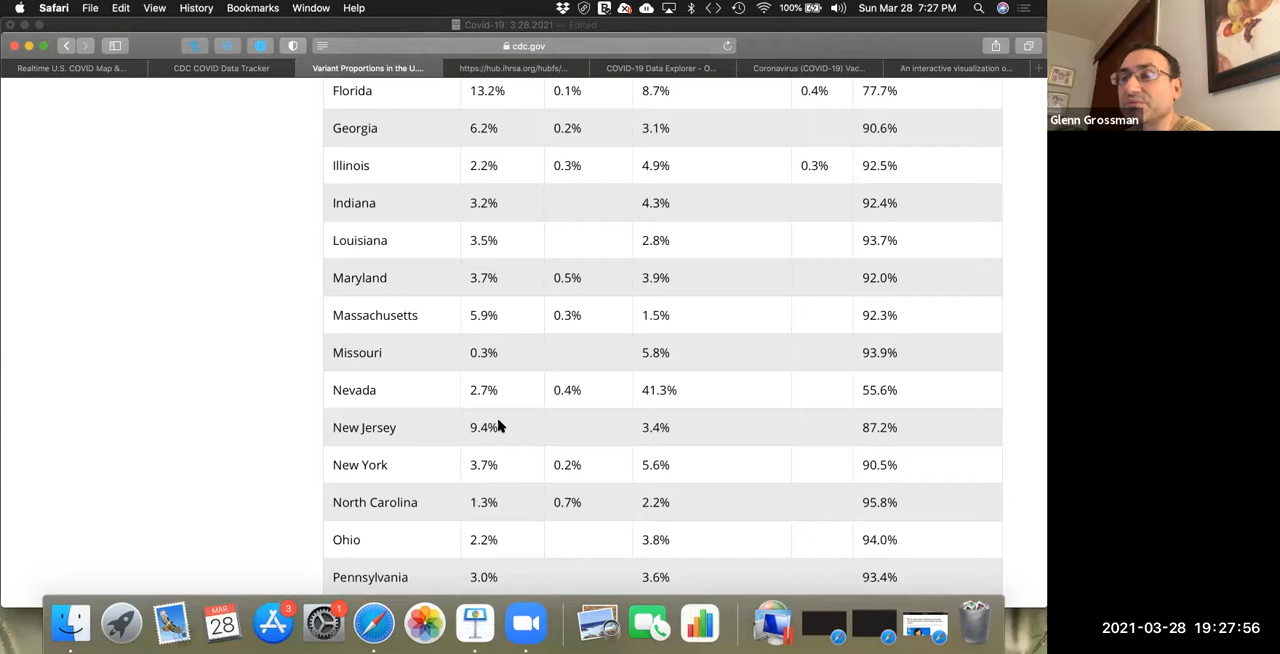 Safari File Edit View History Bookmarks Window Help 100% Sun Mar 28 7:27 PM
Covid-19 3.28.2021 — Edited
cdc.gov
Realtime U.S. COVID Map &... CDC COVID Data Tracker Variant Proportions in the U.... https://hub.ihrsa.org/hubfs/... COVID-19 Data Explorer - O... Coronavirus (COVID-19) Vac... An interactive visualization o...
Florida 13.2% 0.1% 8.7% 0.4% 77.7%
Georgia 6.2% 0.2% 3.1% 90.6%
Illinois 2.2% 0.3% 4.9% 0.3% 92.5%
Indiana 3.2% 4.3% 92.4%
Louisiana 3.5% 2.8% 93.7%
Maryland 3.7% 0.5% 3.9% 92.0%
Massachusetts 5.9% 0.3% 1.5% 92.3%
Missouri 0.3% 5.8% 93.9%
Nevada 2.7% 0.4% 41.3% 55.6%
New Jersey 9.4% 3.4% 87.2%
New York 3.7% 0.2% 5.6% 90.5%
North Carolina 1.3% 0.7% 2.2% 95.8%
Ohio 2.2% 3.8% 94.0%
Pennsylvania 3.0% 3.6% 93.4%
MAR
28
3
1
Glenn Grossman
2021-03-28 19:27:56